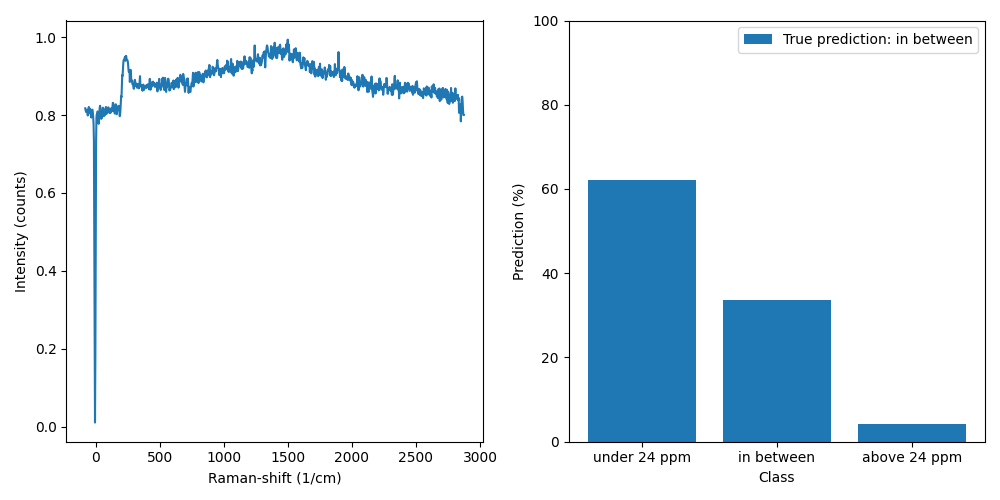 1.0
0.8
0.6
0.4
0.2
0.0
Intensity (counts)
0 500 1000 1500 2000 2500 3000
Raman-shift (1/cm)
100
80
60
40
20
0
Prediction (%)
True prediction: in between
under 24 ppm in between above 24 ppm
Class